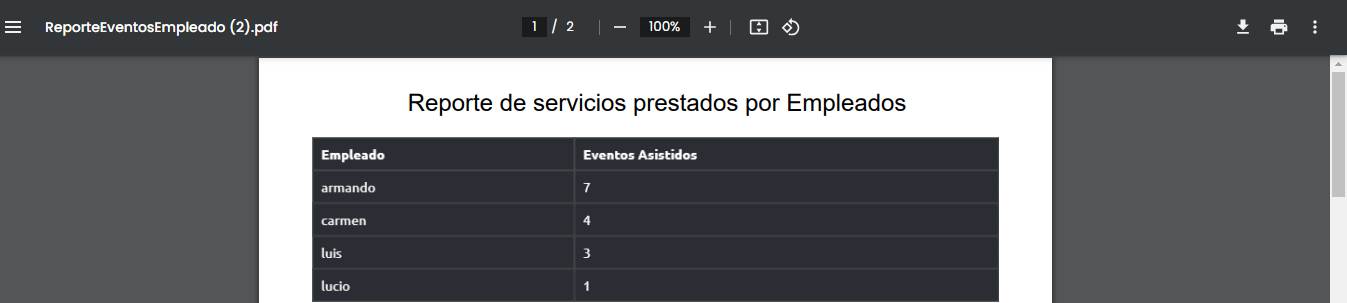 ReporteEventosEmpleado (2).pdf 1 / 2 100%
Reporte de servicios prestados por Empleados
Empleado Eventos Asistidos
armando 7
carmen 4
luis 3
lucio 1